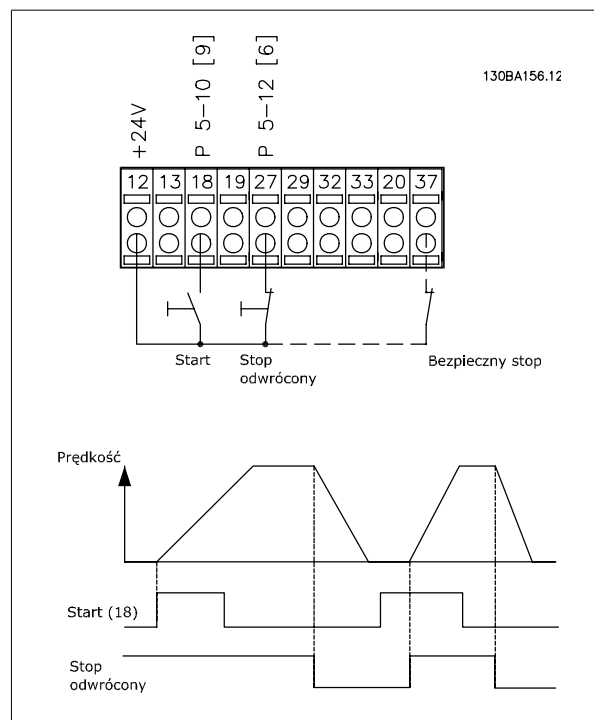 +24V
P 5-10 [9]
P 5-12 [6]
130BA156.12
12 13 18 19 27 29 32 33 20 37
Start
Stop
odwrócony
Bezpieczny stop
Prędkość
Start (18)
Stop
odwrócony